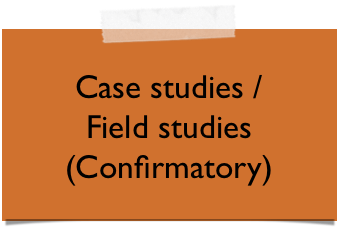 Case studies /
Field studies
(Confirmatory)